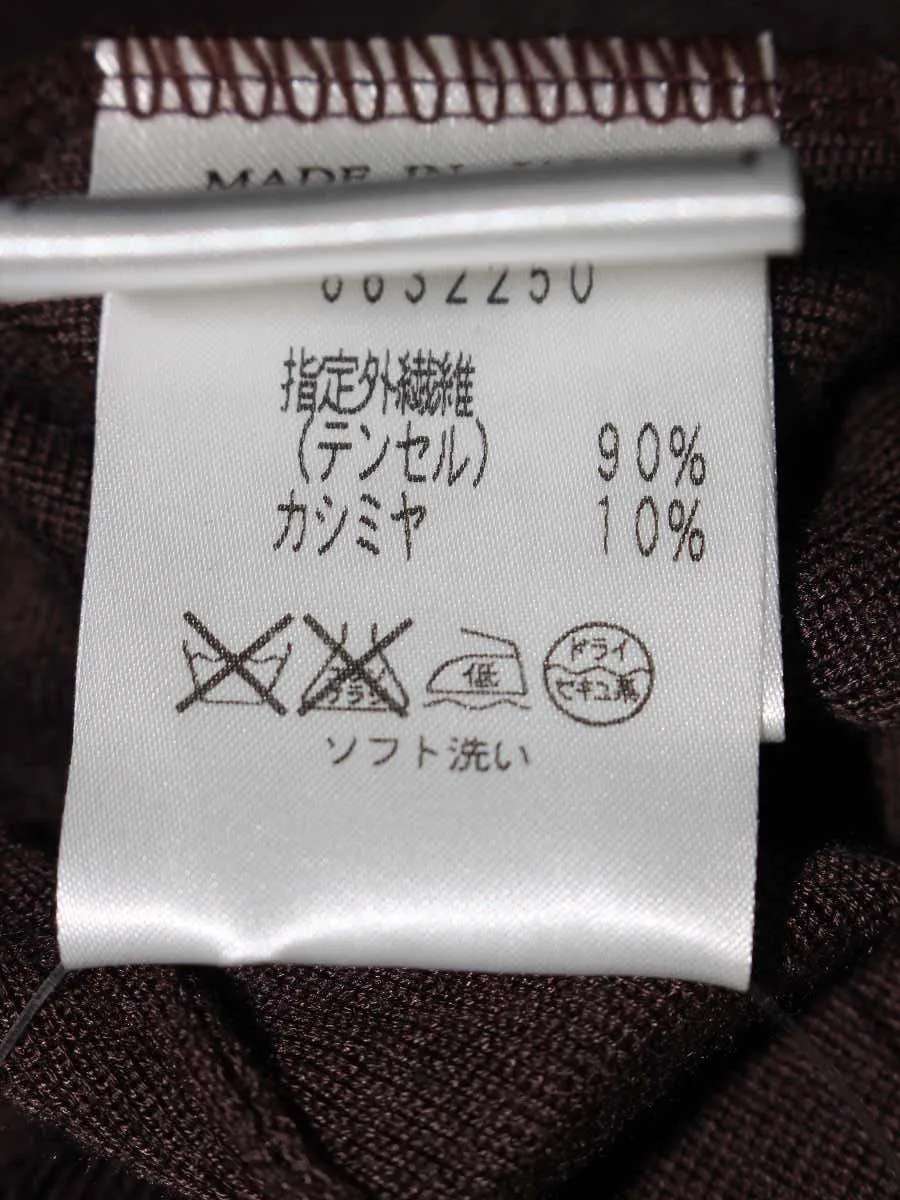 MADE IN
指定外繊維
(テンセル) 90%
カシミヤ 10%
低
ドライ
セキユ系
ソフト洗い